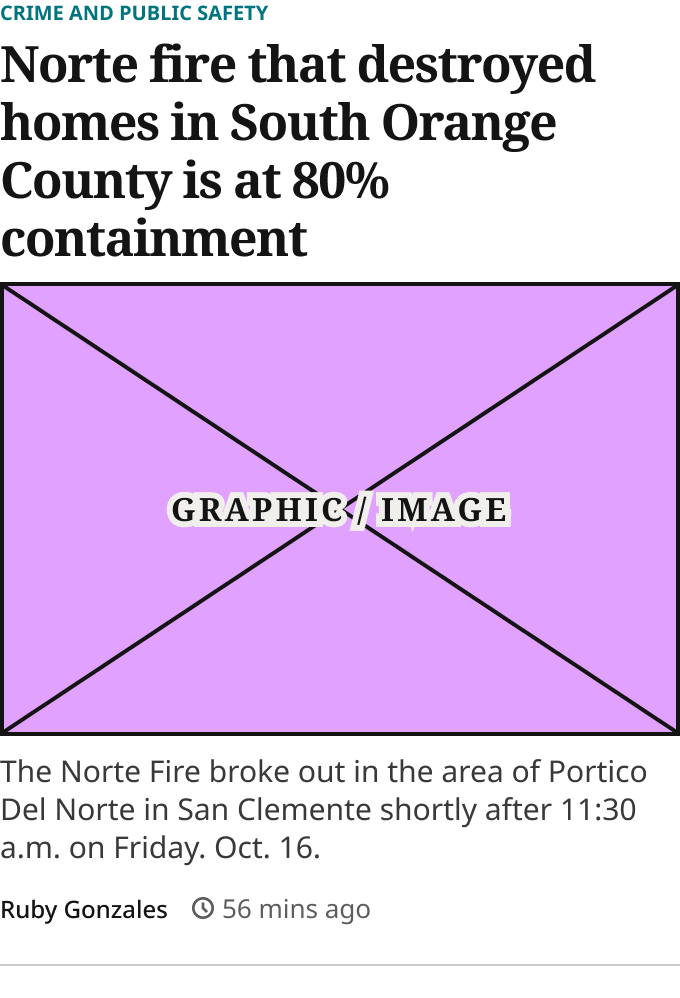 CRIME AND PUBLIC SAFETY
Norte fire that destroyed
homes in South Orange
County is at 80%
containment
GRAPHIC / IMAGE
The Norte Fire broke out in the area of Portico
Del Norte in San Clemente shortly after 11:30
a.m. on Friday. Oct. 16.
Ruby Gonzales 56 mins ago